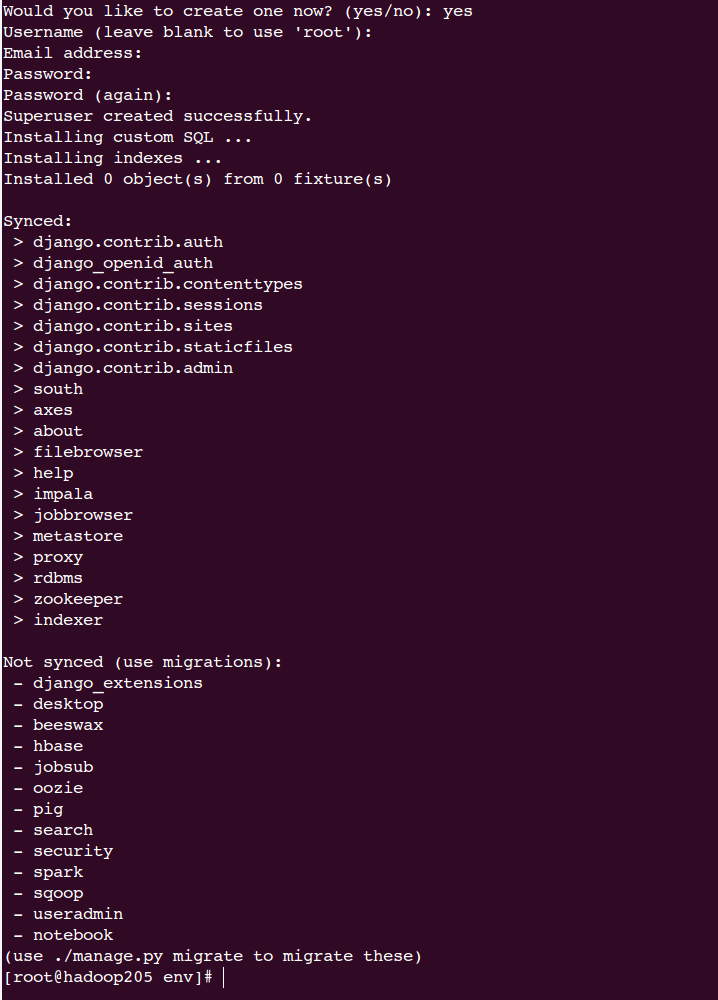 Would you like to create one now? (yes/no): yes
Username (leave blank to use 'root'):
Email address:
Password:
Password (again):
Superuser created successfully.
Installing custom SQL ...
Installing indexes ...
Installed 0 object(s) from 0 fixture(s)

Synced:
 > django.contrib.auth
 > django_openid_auth
 > django.contrib.contenttypes
 > django.contrib.sessions
 > django.contrib.sites
 > django.contrib.staticfiles
 > django.contrib.admin
 > south
 > axes
 > about
 > filebrowser
 > help
 > impala
 > jobbrowser
 > metastore
 > proxy
 > rdbms
 > zookeeper
 > indexer

Not synced (use migrations):
 - django_extensions
 - desktop
 - beeswax
 - hbase
 - jobsub
 - oozie
 - pig
 - search
 - security
 - spark
 - sqoop
 - useradmin
 - notebook
(use ./manage.py migrate to migrate these)
[root@hadoop205 env]#